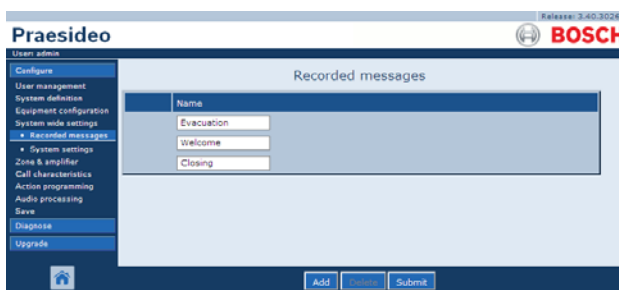 Release: 3.40.3026
Praesideo
BOSCH
User: admin
Configure
User management
System definition
Equipment configuration
System wide settings
• Recorded messages
• System settings
Zone & amplifier
Call characteristics
Action programming
Audio processing
Save
Diagnose
Upgrade
Recorded messages
Name
Evacuation
Welcome
Closing
Add Delete Submit